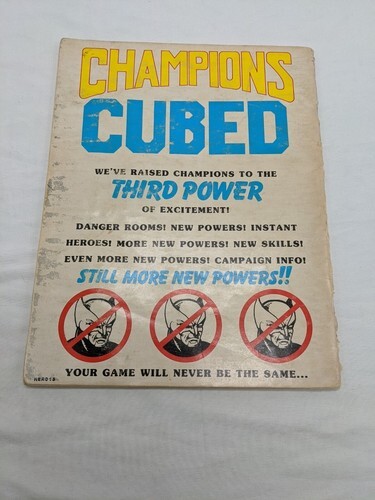 CHAMPIONS
CUBED
WE'VE RAISED CHAMPIONS TO THE
THIRD POWER
OF EXCITEMENT!
DANGER ROOMS! NEW POWERS! INSTANT
HEROES! MORE NEW POWERS! NEW SKILLS!
EVEN MORE NEW POWERS! CAMPAIGN INFO!
STILL MORE NEW POWERS!!
YOUR GAME WILL NEVER BE THE SAME...